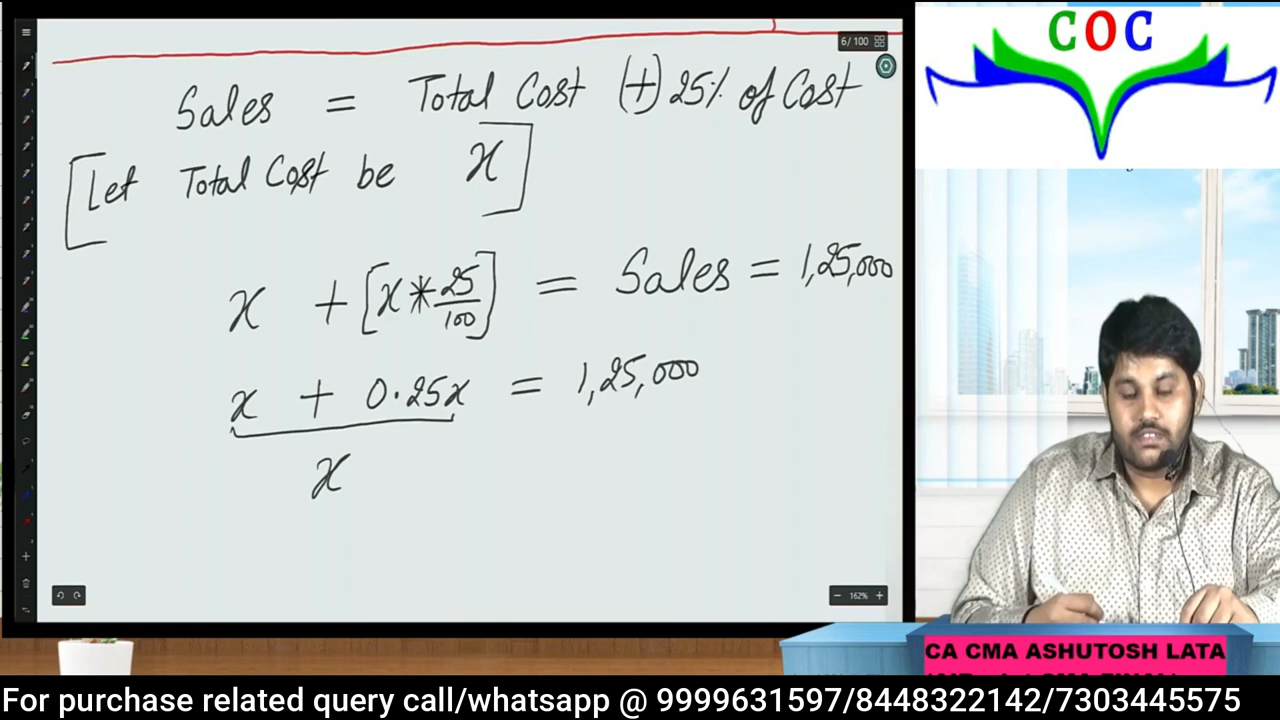 6/100
COC
Sales = Total Cost (+) 25% of Cost
[Let Total Cost be x]
x + [x * 25/100] = Sales = 1,25,000
x + 0.25x = 1,25,000
x
162%
CA CMA ASHUTOSH LATA
For purchase related query call/whatsapp @ 9999631597/8448322142/7303445575